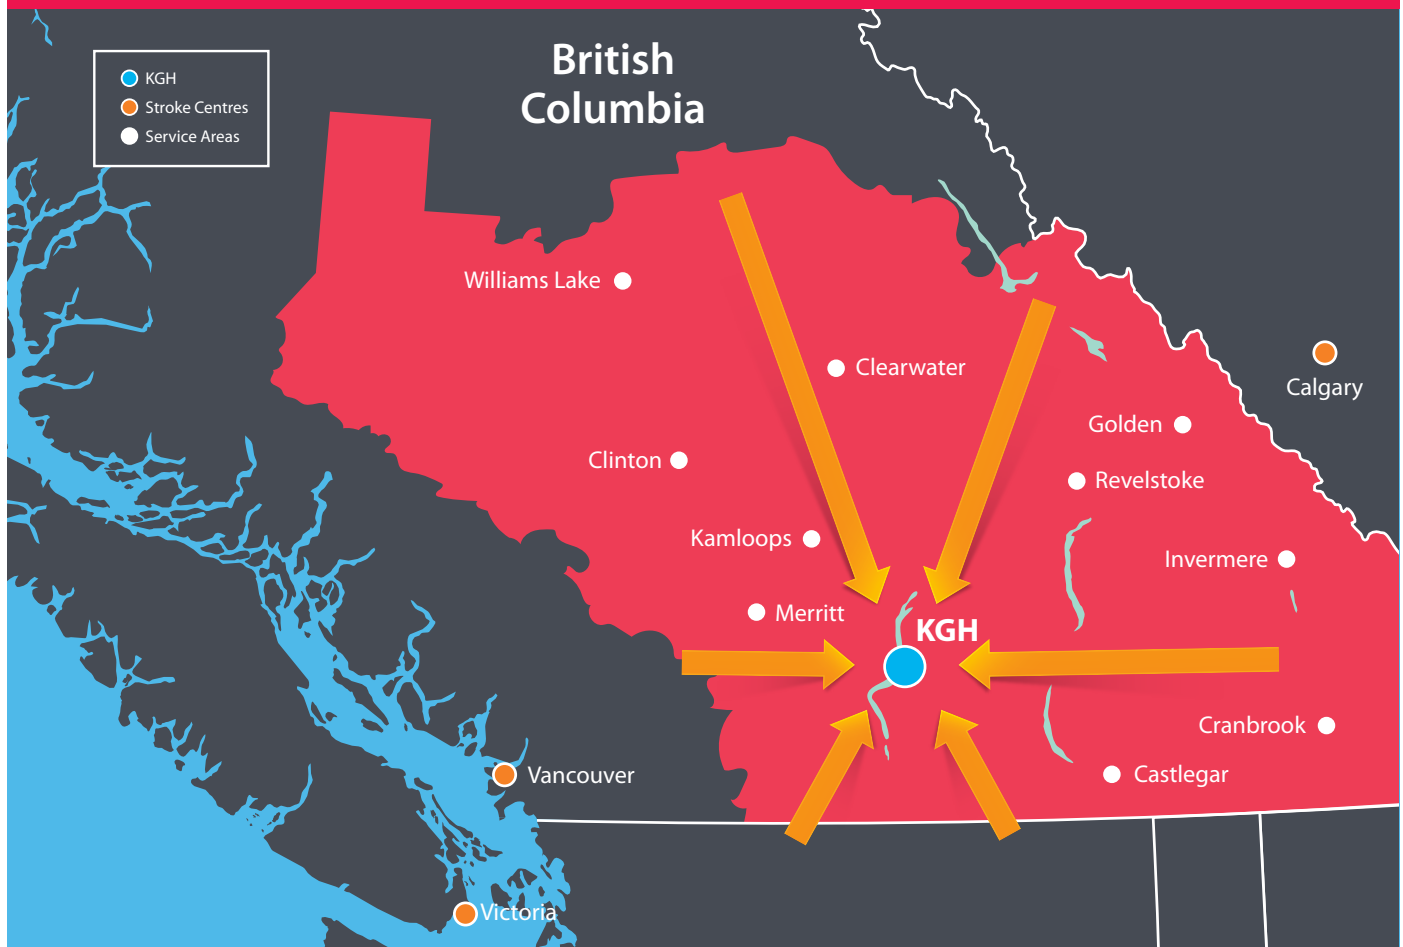 British
Columbia
KGH
Stroke Centres
Service Areas
Williams Lake
Clearwater
Calgary
Golden
Clinton
Revelstoke
Kamloops
Invermere
Merritt
KGH
Cranbrook
Vancouver
Castlegar
Victoria